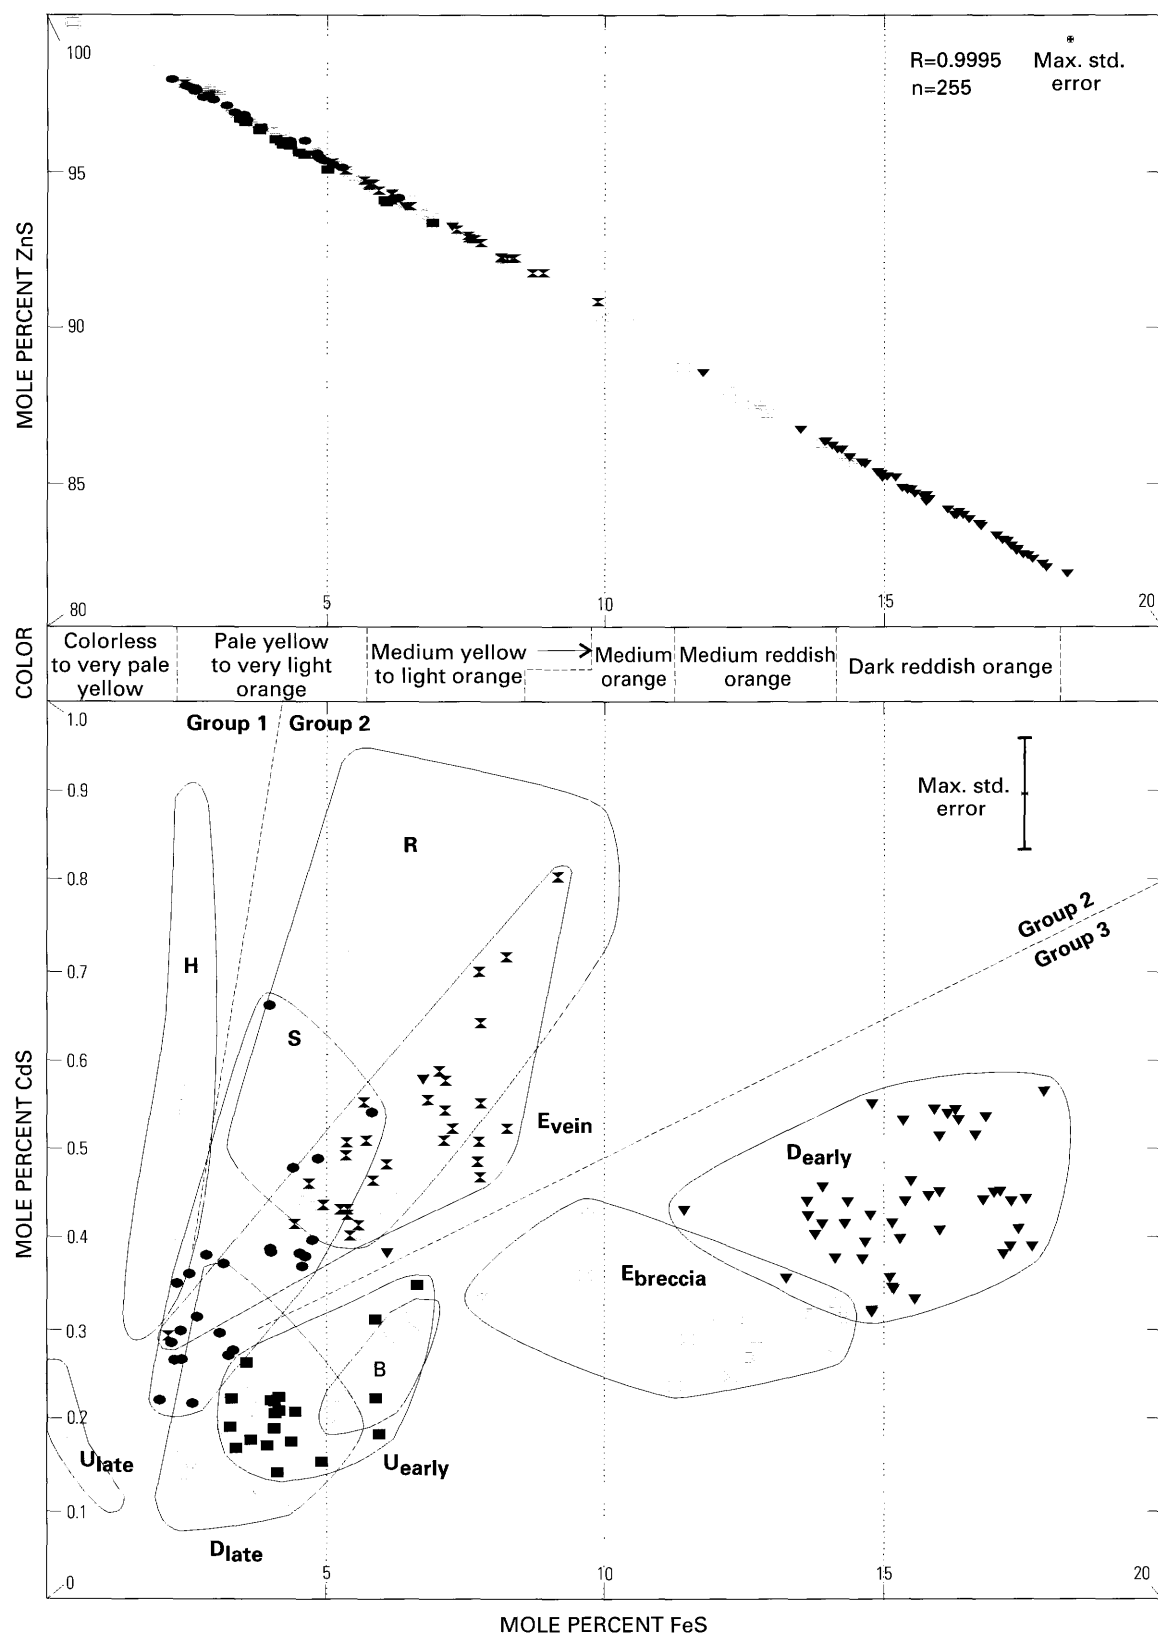 100
R=0.9995
n=255
Max. std.
error
95
90
85
80
5
10
15
20
MOLE PERCENT ZnS
COLOR
Colorless
to very pale
yellow
Pale yellow
to very light
orange
Medium yellow
to light orange
Medium
orange
Medium reddish
orange
Dark reddish orange
1.0
Group 1
Group 2
0.9
Max. std.
error
R
0.8
Group 2
Group 3
H
0.7
S
0.6
Evein
0.5
Dearly
0.4
Ebreccia
0.3
B
0.2
Ulate
Uearly
0.1
Dlate
0
5
10
15
20
MOLE PERCENT CdS
MOLE PERCENT FeS